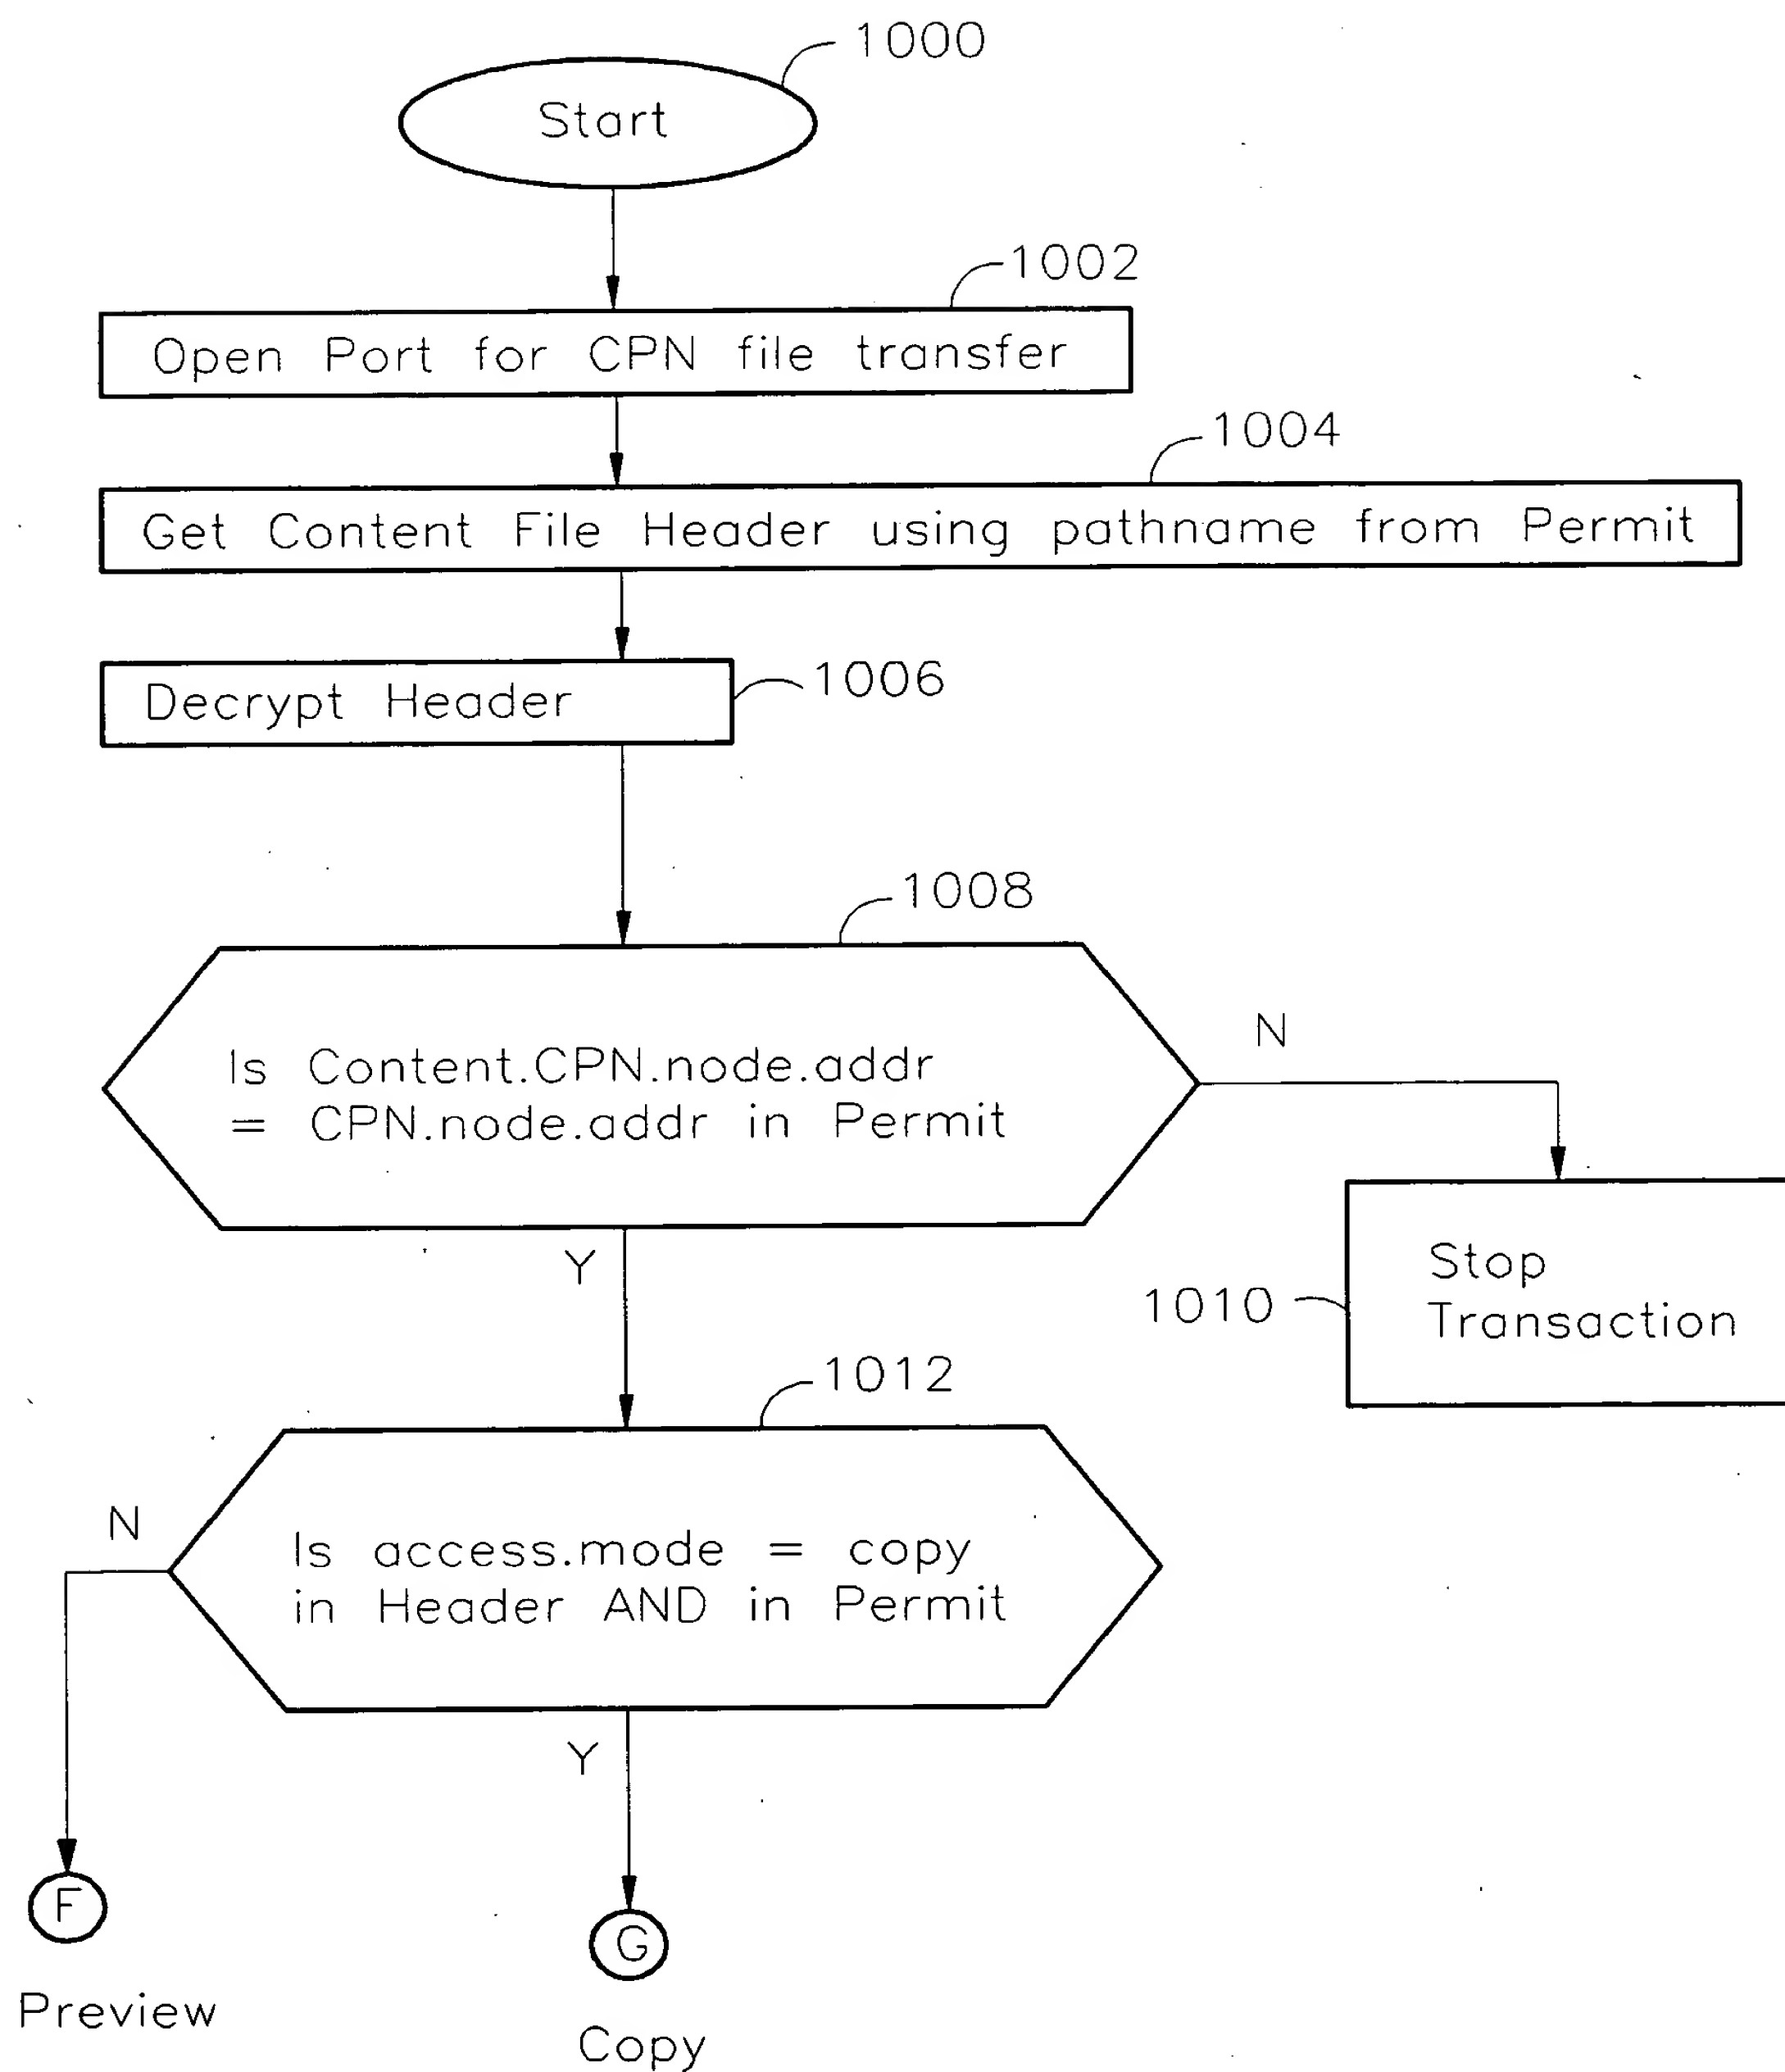 1000
Start
1002
Open Port for CPN file transfer
1004
Get Content File Header using pathname from Permit
Decrypt Header
1006
1008
Is Content.CPN.node.addr
= CPN.node.addr in Permit
N
Y
Stop
Transaction
1010
1012
N
Is access.mode = copy
in Header AND in Permit
Y
F
G
Preview
Copy